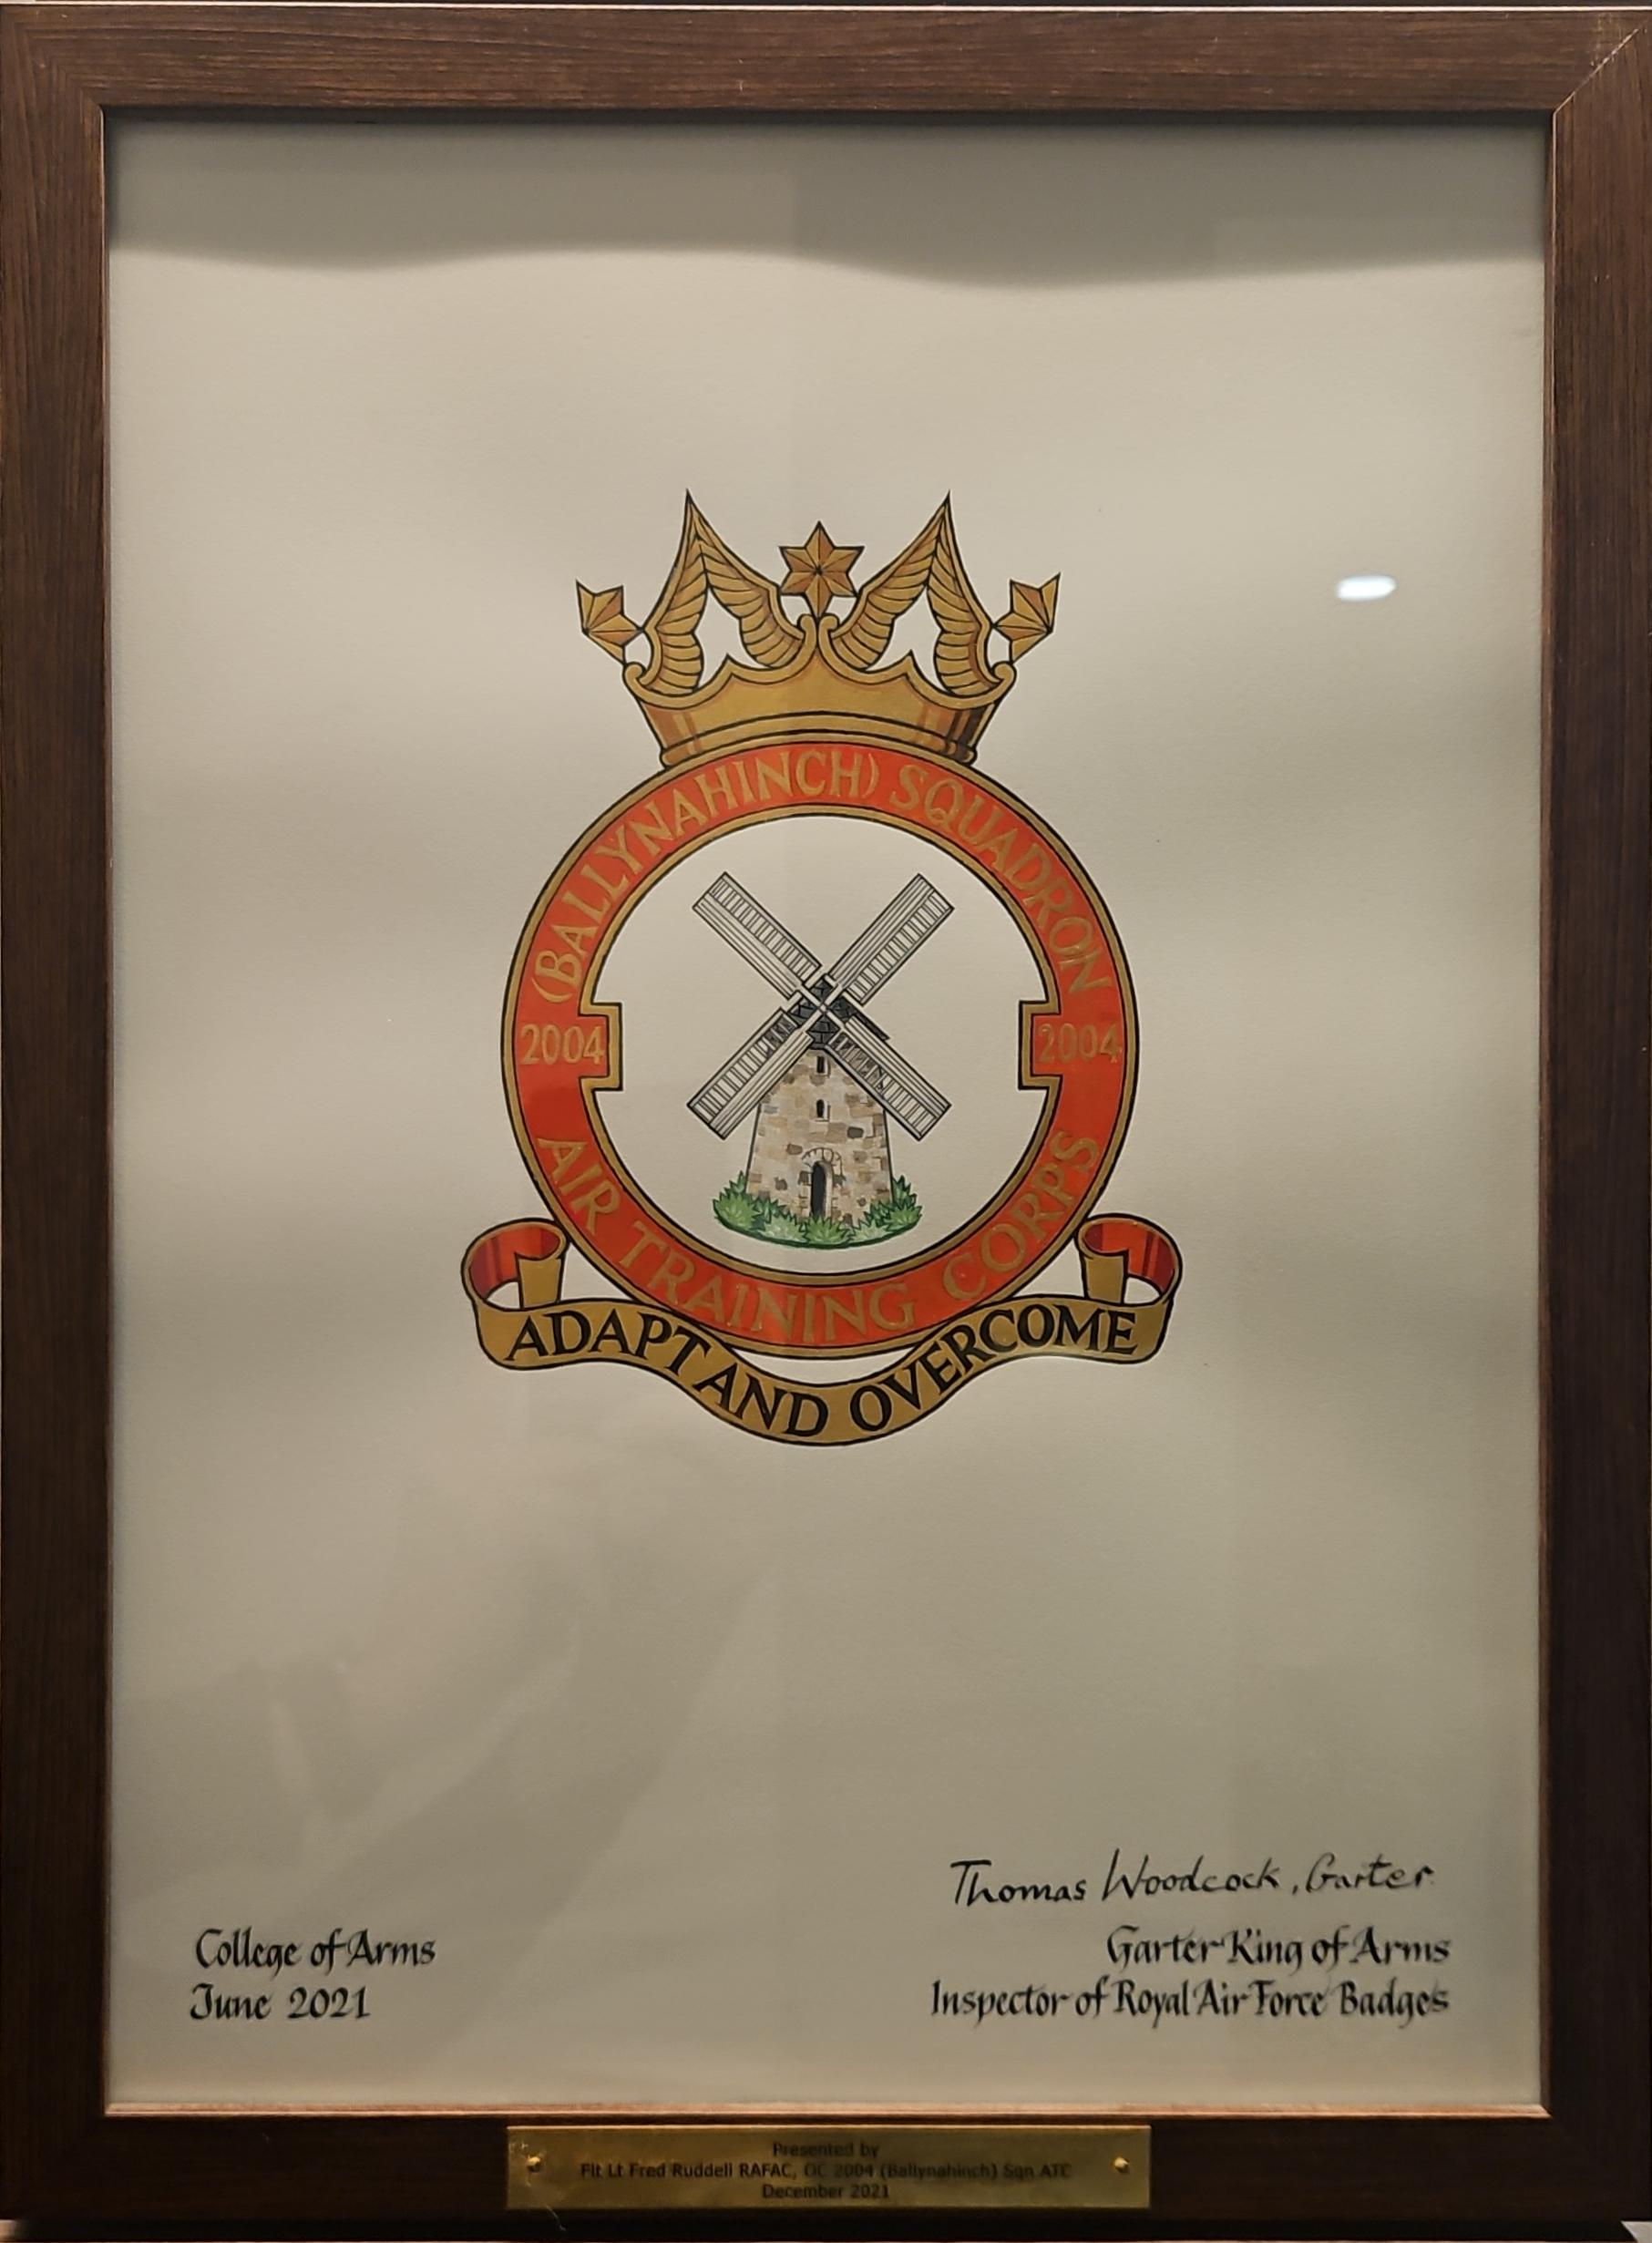 (BALLYNAHINCH) SQUADRON
2004
2004
AIR TRAINING CORPS
ADAPT AND OVERCOME
Thomas Woodcock, Garter
College of Arms
June 2021
Garter King of Arms
Inspector of Royal Air Force Badges
Presented by
Flt Lt Fred Ruddell RAFAC, OC 2004 (Ballynahinch) Sqn ATC
December 2021